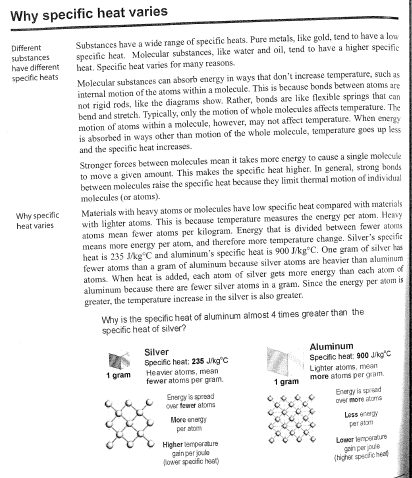 Why specific heat varies
Different
substances
have different
specific heats
Substances have a wide range of specific heats. Pure metals, like gold, tend to have a low
specific heat. Molecular substances, like water and oil, tend to have a higher specific
heat. Specific heat varies for many reasons.
Molecular substances can absorb energy in ways that don't increase temperature, such as
internal motion of the atoms within a molecule. This is because bonds between atoms are
not rigid rods, like the diagrams show. Rather, bonds are like flexible springs that can
bend and stretch. Typically, only the motion of whole molecules affects temperature. The
motion of atoms within a molecule, however, may not affect temperature. When energy
is absorbed in ways other than motion of the whole molecule, temperature goes up less
and the specific heat increases.
Stronger forces between molecules mean it takes more energy to cause a single molecule
to move a given amount. This makes the specific heat higher. In general, strong bonds
between molecules raise the specific heat because they limit thermal motion of individual
molecules (or atoms).
Why specific
heat varies
Materials with heavy atoms or molecules have low specific heat compared with materials
with lighter atoms. This is because temperature measures the energy per atom. Heavy
atoms mean fewer atoms per kilogram. Energy that is divided between fewer atoms
means more energy per atom, and therefore more temperature change. Silver's specific
heat is 235 J/kg°C and aluminum's specific heat is 900 J/kg°C. One gram of silver has
fewer atoms than a gram of aluminum because silver atoms are heavier than aluminum
atoms. When heat is added, each atom of silver gets more energy than each atom of
aluminum because there are fewer silver atoms in a gram. Since the energy per atom is
greater, the temperature increase in the silver is also greater.
Why is the specific heat of aluminum almost 4 times greater than the
specific heat of silver?
Silver
Specific heat: 235 J/kg°C
Heavier atoms, mean
fewer atoms per gram.
1 gram
Energy is spread
over fewer atoms
More energy
per atom
Higher temperature
gain per joule
(lower specific heat)
Aluminum
Specific heat: 900 J/kg°C
Lighter atoms, mean
more atoms per gram.
1 gram
Energy is spread
over more atoms
Less energy
per atom
Lower temperature
gain per joule
(higher specific heat)